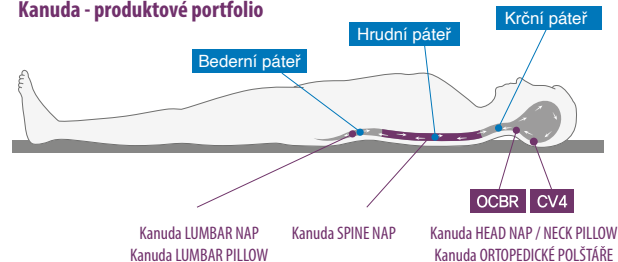 Kanuda - produktové portfolio
Krční páteř
Hrudní páteř
Bederní páteř
OCBR
CV4
Kanuda LUMBAR NAP
Kanuda LUMBAR PILLOW
Kanuda SPINE NAP
Kanuda HEAD NAP / NECK PILLOW
Kanuda ORTOPEDICKÉ POLŠTÁŘE